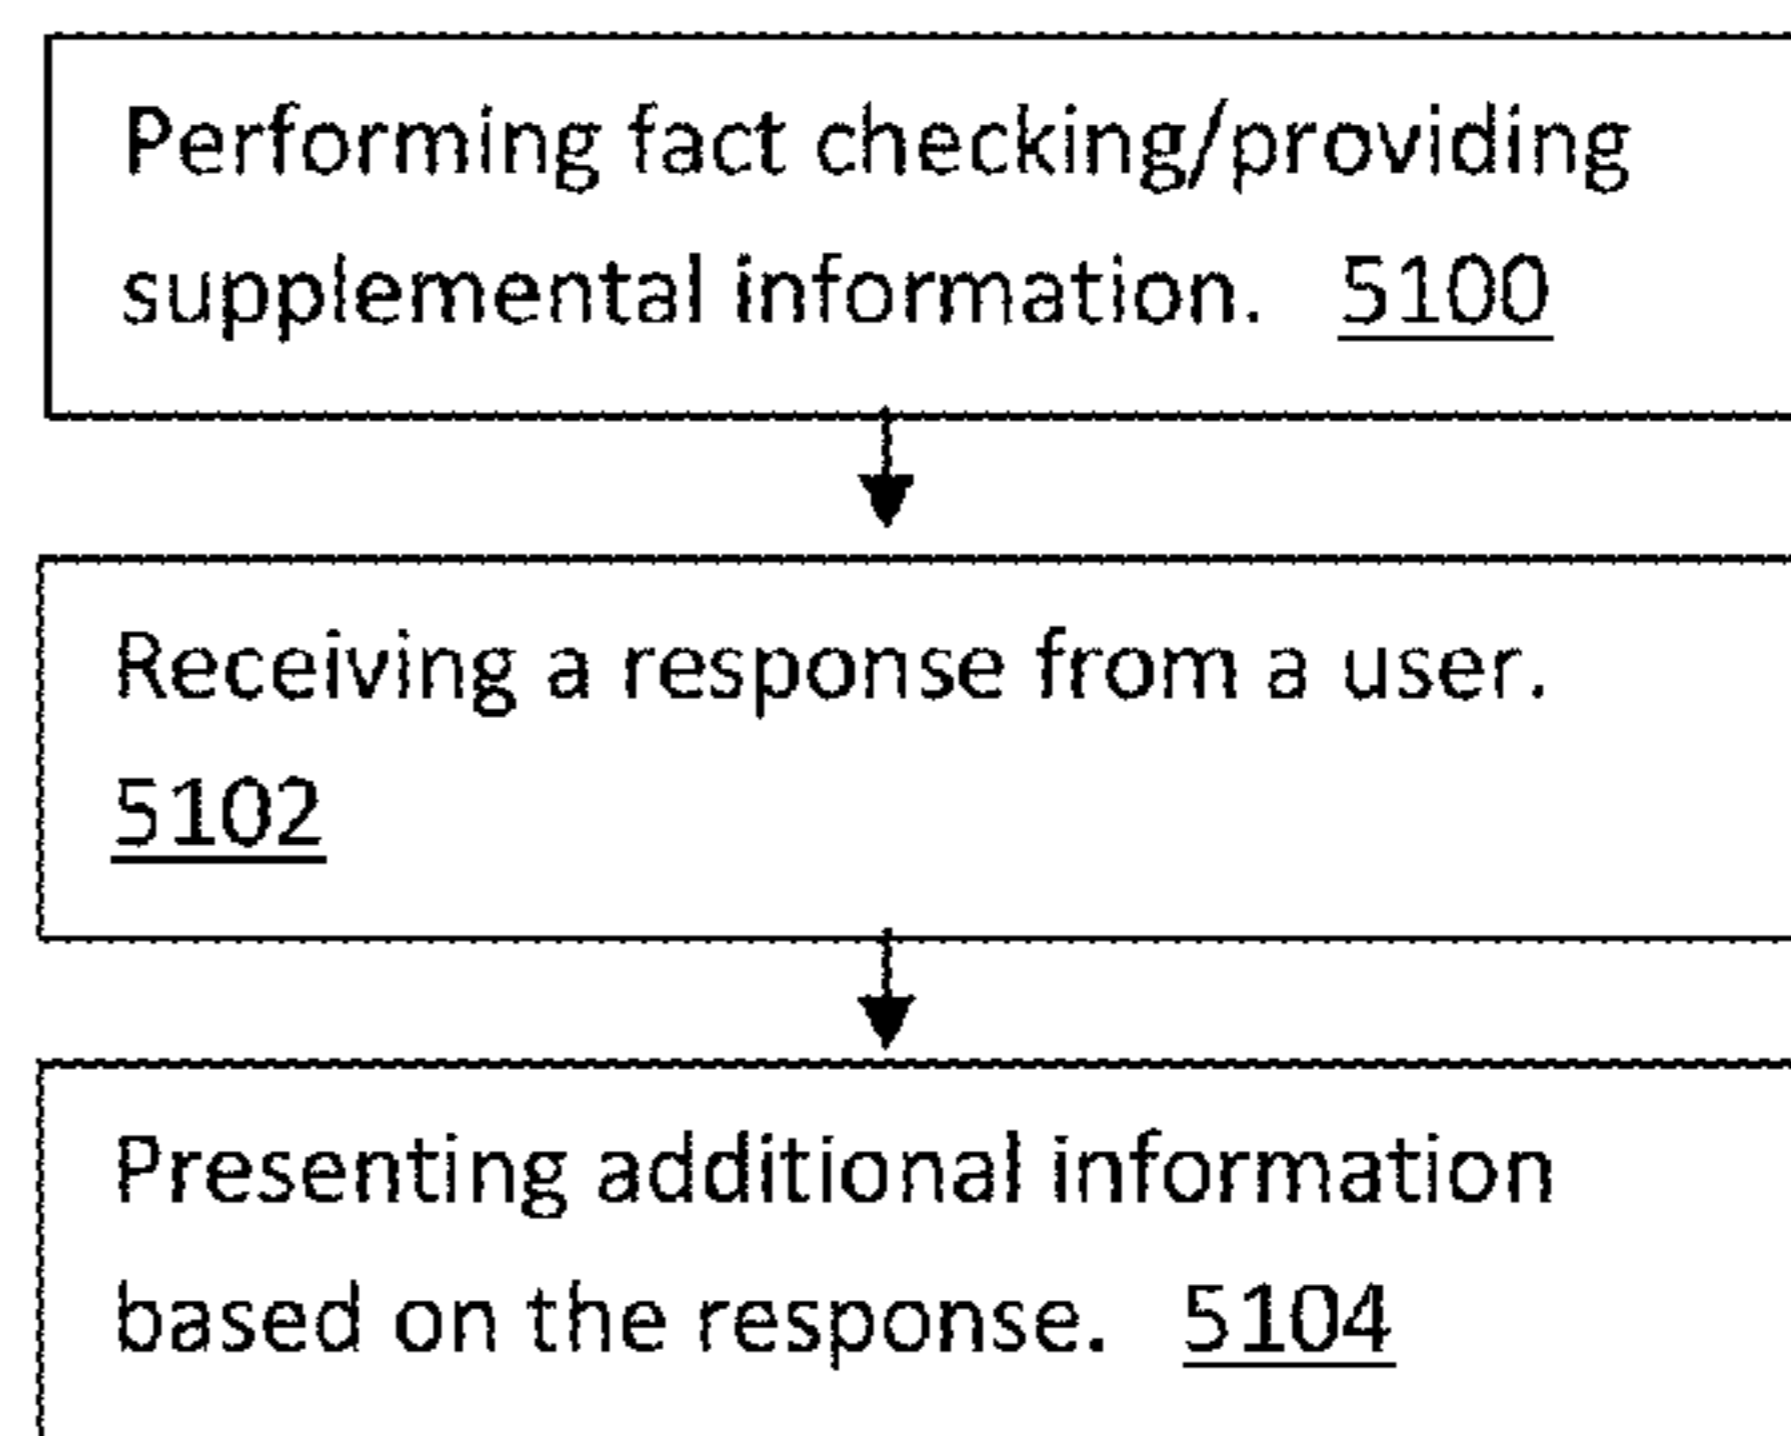 Performing fact checking/providing
supplemental information. 5100
Receiving a response from a user.
5102
Presenting additional information
based on the response. 5104